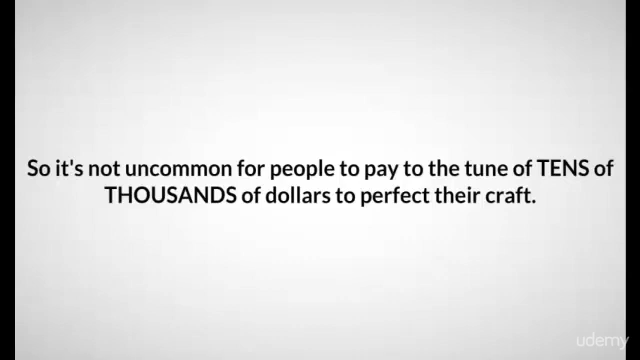 So it's not uncommon for people to pay to the tune of TENS of
THOUSANDS of dollars to perfect their craft.
udemy